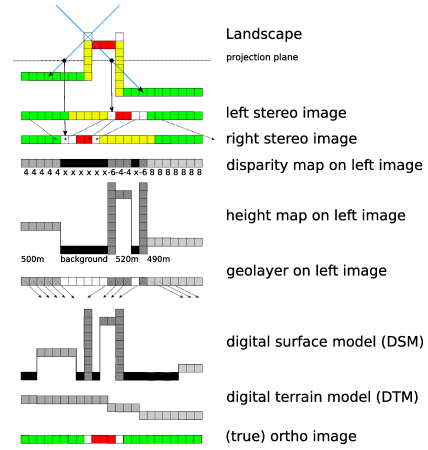 Landscape
projection plane
left stereo image
right stereo image
disparity map on left image
4 4 4 4 4 x x x x x x-6-4-4 x-6 8 8 8 8 8 8 8
height map on left image
500m background 520m 490m
geolayer on left image
digital surface model (DSM)
digital terrain model (DTM)
(true) ortho image